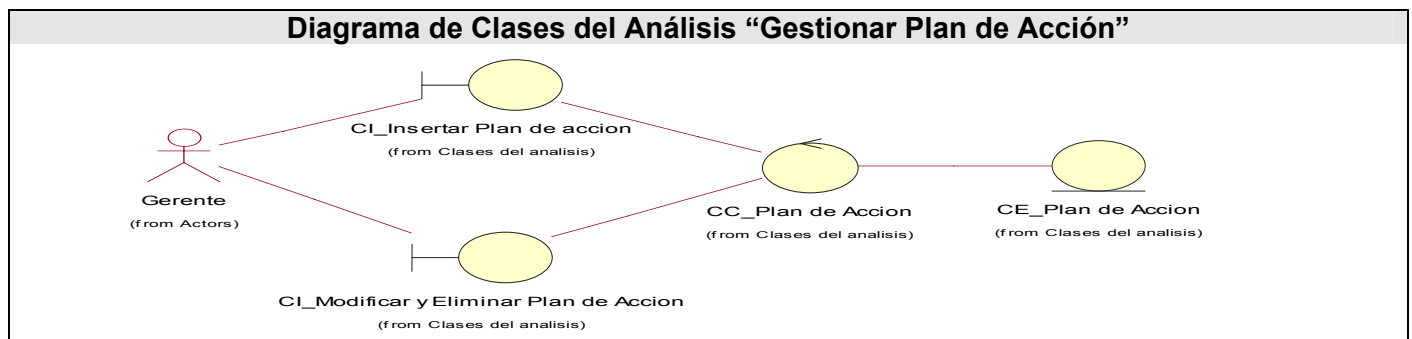 Diagrama de Clases del Análisis “Gestionar Plan de Acción”
CI_Insertar Plan de accion
(from Clases del analisis)
Gerente
(from Actors)
CC_Plan de Accion
(from Clases del analisis)
CE_Plan de Accion
(from Clases del analisis)
CI_Modificar y Eliminar Plan de Accion
(from Clases del analisis)